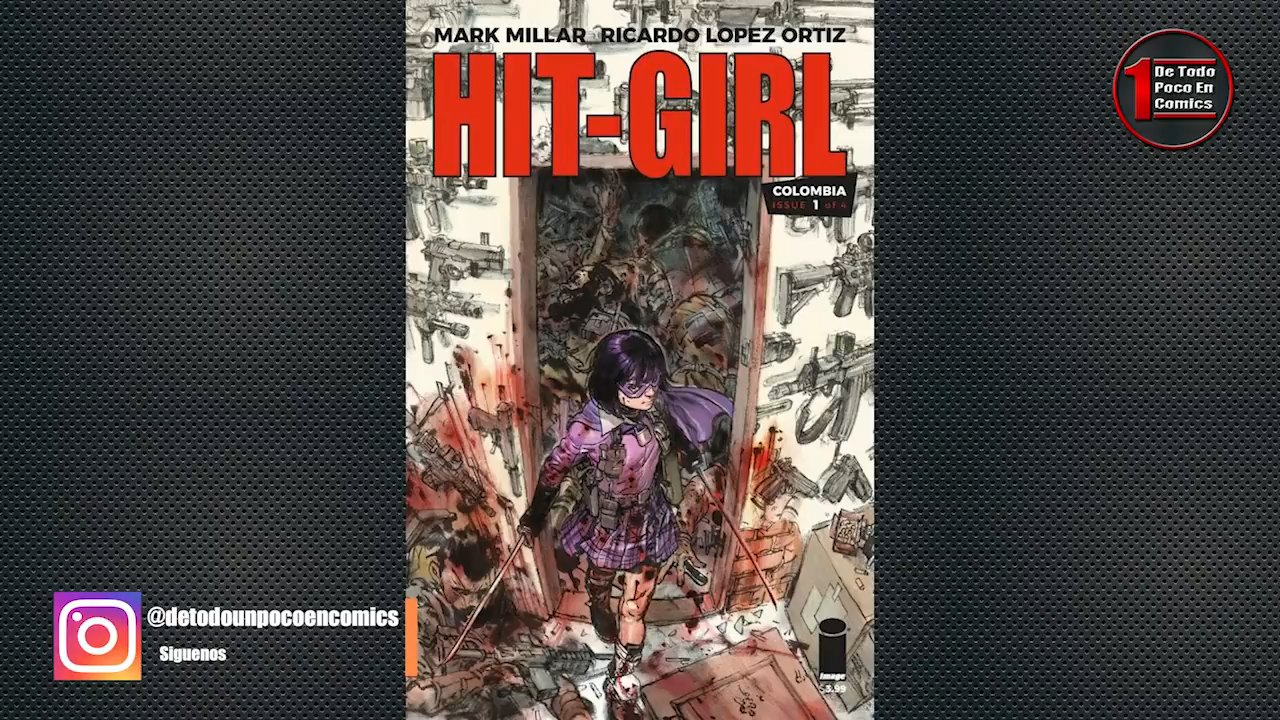 MARK MILLAR RICARDO LOPEZ ORTIZ
HIT-GIRL
COLOMBIA
ISSUE 1 of 4
1 De Todo
Poco En
Comics
@detodounpocoencomics
Siguenos
image
$3.99